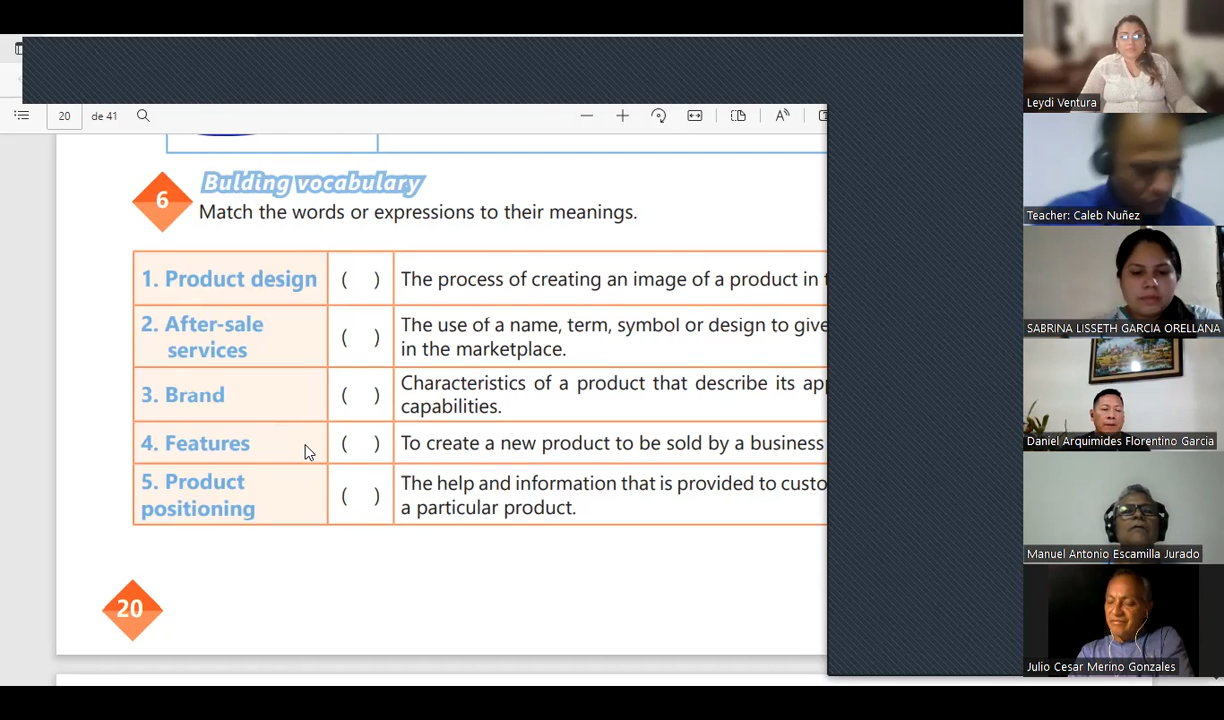 20
de 41
6
Bulding vocabulary
Match the words or expressions to their meanings.
1. Product design ( ) The process of creating an image of a product in
2. After-sale
services
( ) The use of a name, term, symbol or design to give
in the marketplace.
3. Brand ( ) Characteristics of a product that describe its
capabilities.
4. Features ( ) To create a new product to be sold by a business
5. Product
positioning
( ) The help and information that is provided to
a particular product.
20
Leydi Ventura
Teacher: Caleb Nuñez
SABRINA LISSETH GARCIA ORELLANA
Daniel Arquimides Florentino Garcia
Manuel Antonio Escamilla Jurado
Julio Cesar Merino Gonzales